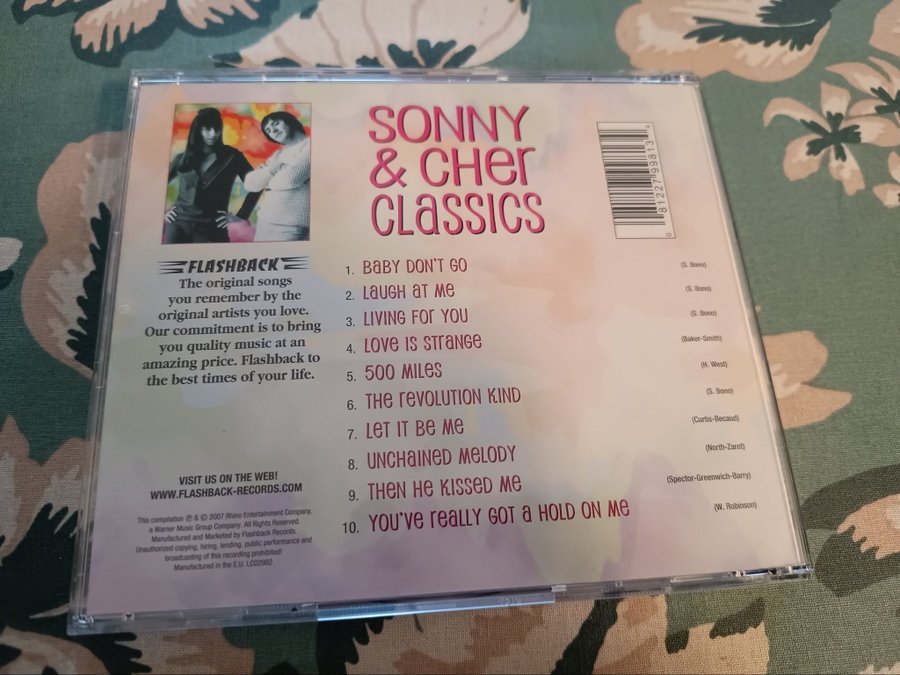 SONNY
& CHer
CLassics
0 81227 99813 4
FLASHBACK
The original songs
you remember by the
original artists you love.
Our commitment is to bring
you quality music at an
amazing price. Flashback to
the best times of your life.
VISIT US ON THE WEB!
WWW.FLASHBACK-RECORDS.COM
This compilation ℗ & © 2007 Rhino Entertainment Company,
a Warner Music Group Company. All Rights Reserved.
Manufactured and Marketed by Flashback Records.
Unauthorized copying, hiring, lending, public performance and
broadcasting of this recording prohibited!
Manufactured in the E.U. LC02982
1. BaBY DON'T GO (S. Bono)
2. LaUGH aT Me (S. Bono)
3. LIVING FOr YOU (S. Bono)
4. LOVe IS STraNGe (Baker-Smith)
5. 500 MILes (H. West)
6. THe reVOLUTION KIND (S. Bono)
7. LeT IT Be Me (Curtis-Becaud)
8. UNCHaINeD MeLODY (North-Zaret)
9. THeN He KISSeD Me (Spector-Greenwich-Barry)
10. YOU'Ve reaLLY GOT a HOLD ON Me (W. Robinson)